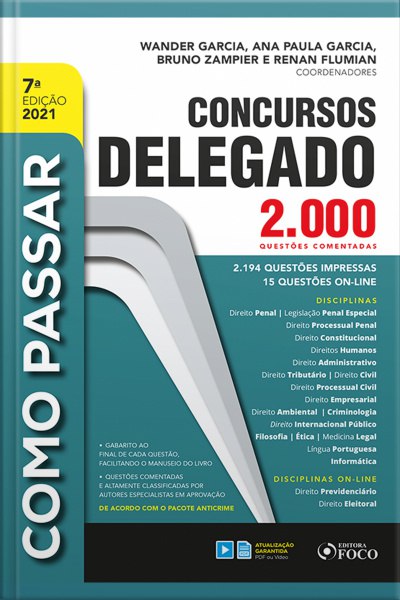 WANDER GARCIA, ANA PAULA GARCIA,
BRUNO ZAMPIER E RENAN FLUMIAN
COORDENADORES
7ª
EDIÇÃO
2021
COMO PASSAR
CONCURSOS
DELEGADO
2.000
QUESTÕES COMENTADAS
2.194 QUESTÕES IMPRESSAS
15 QUESTÕES ON-LINE
DISCIPLINAS
Direito Penal | Legislação Penal Especial
Direito Processual Penal
Direito Constitucional
Direitos Humanos
Direito Administrativo
Direito Tributário | Direito Civil
Direito Processual Civil
Direito Empresarial
Direito Ambiental | Criminologia
Direito Internacional Público
Filosofia | Ética | Medicina Legal
Língua Portuguesa
Informática
DISCIPLINAS ON-LINE
Direito Previdenciário
Direito Eleitoral
• GABARITO AO
FINAL DE CADA QUESTÃO,
FACILITANDO O MANUSEIO DO LIVRO
• QUESTÕES COMENTADAS
E ALTAMENTE CLASSIFICADAS POR
AUTORES ESPECIALISTAS EM APROVAÇÃO
DE ACORDO COM O PACOTE ANTICRIME
ATUALIZAÇÃO
GARANTIDA
PDF ou Vídeo
EDITORA
FOCO